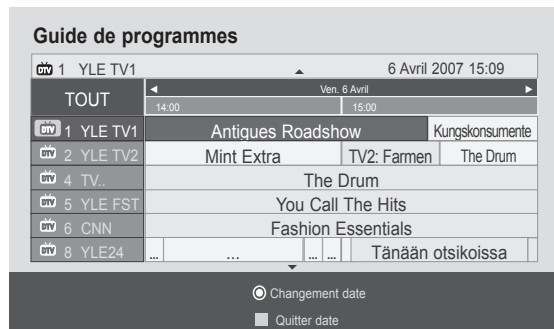 Guide de programmes
DTV 1 YLE TV1 6 Avril 2007 15:09
TOUT
Ven. 6 Avril
14:00 15:00
DTV 1 YLE TV1 Antiques Roadshow Kungskonsumente
DTV 2 YLE TV2 Mint Extra TV2: Farmen The Drum
DTV 4 TV.. The Drum
DTV 5 YLE FST You Call The Hits
DTV 6 CNN Fashion Essentials
DTV 8 YLE24 ... ... ... ... Tänään otsikoissa
Changement date
Quitter date